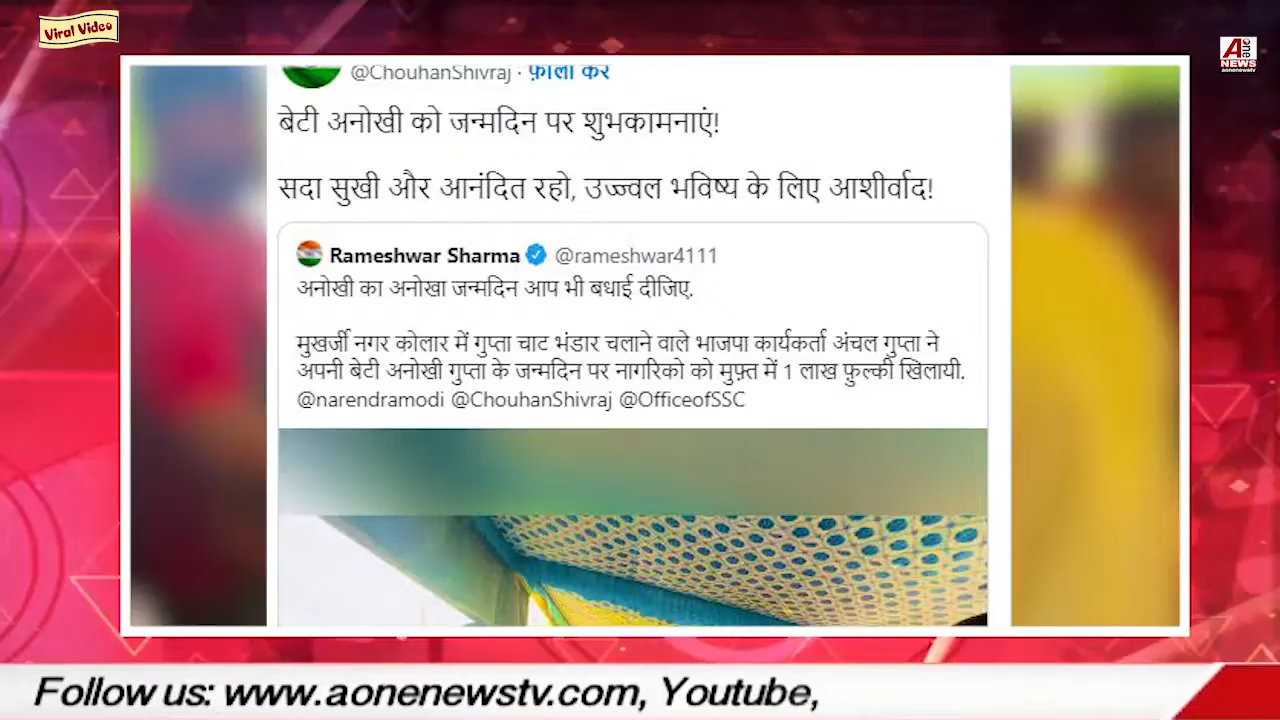 Viral Video
A one
NEWS
aonenewstv
@ChouhanShivraj · फ़ॉलो करें
बेटी अनोखी को जन्मदिन पर शुभकामनाएं!
सदा सुखी और आनंदित रहो, उज्ज्वल भविष्य के लिए आशीर्वाद!
Rameshwar Sharma @rameshwar4111
अनोखी का अनोखा जन्मदिन आप भी बधाई दीजिए.
मुखर्जी नगर कोलार में गुप्ता चाट भंडार चलाने वाले भाजपा कार्यकर्ता अंचल गुप्ता ने
अपनी बेटी अनोखी गुप्ता के जन्मदिन पर नागरिको को मुफ़्त में 1 लाख फ़ुल्की खिलायी.
@narendramodi @ChouhanShivraj @OfficeofSSC
Follow us: www.aonenewstv.com, Youtube,